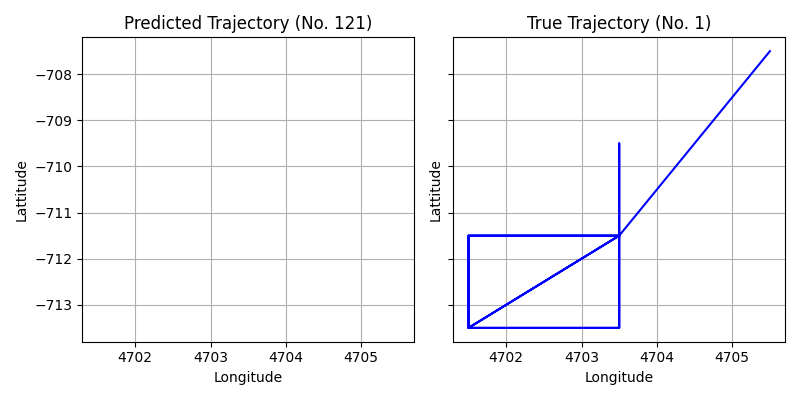 Predicted Trajectory (No. 121)
True Trajectory (No. 1)
−708
−709
−710
−711
−712
−713
Lattitude
Lattitude
4702 4703 4704 4705
4702 4703 4704 4705
Longitude
Longitude